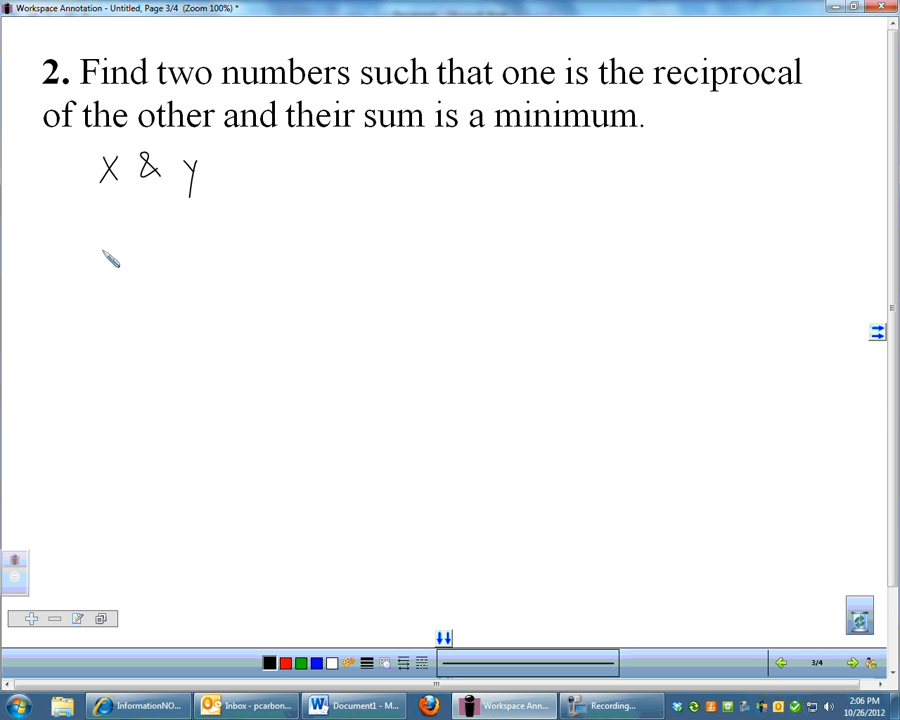 Workspace Annotation - Untitled, Page 3/4 (Zoom 100%) *
2. Find two numbers such that one is the reciprocal
of the other and their sum is a minimum.
x & y
3/4
InformationNO...
Inbox - pcarbon...
Document1 - M...
Workspace Ann...
Recording...
2:06 PM
10/26/2012